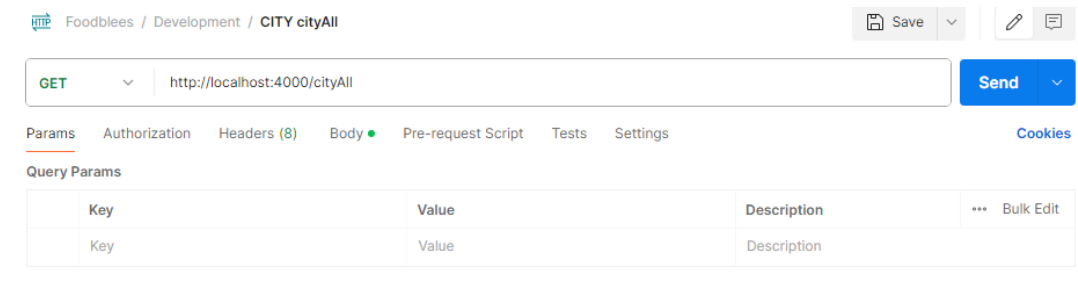 HTTP Foodblees / Development / CITY cityAll Save
GET http://localhost:4000/cityAll Send
Params Authorization Headers (8) Body Pre-request Script Tests Settings Cookies
Query Params
Key Value Description ••• Bulk Edit
Key Value Description